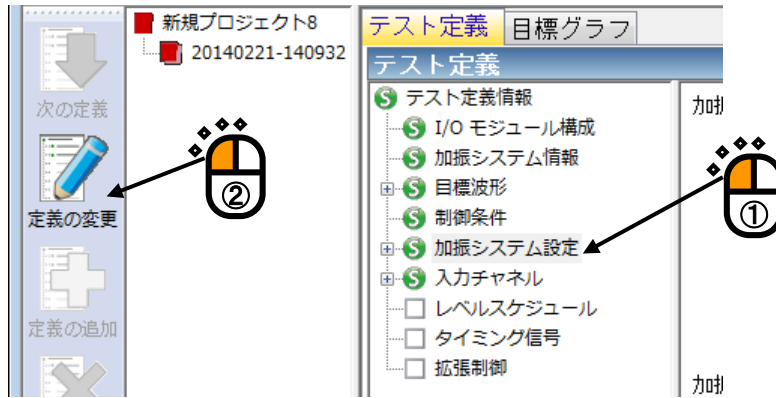 次の定義
定義の変更
定義の追加
新規プロジェクト8
20140221-140932
②
テスト定義
目標グラフ
テスト定義
テスト定義情報
I/O モジュール構成
加振システム情報
目標波形
制御条件
加振システム設定
入力チャネル
レベルスケジュール
タイミング信号
拡張制御
加
①
加